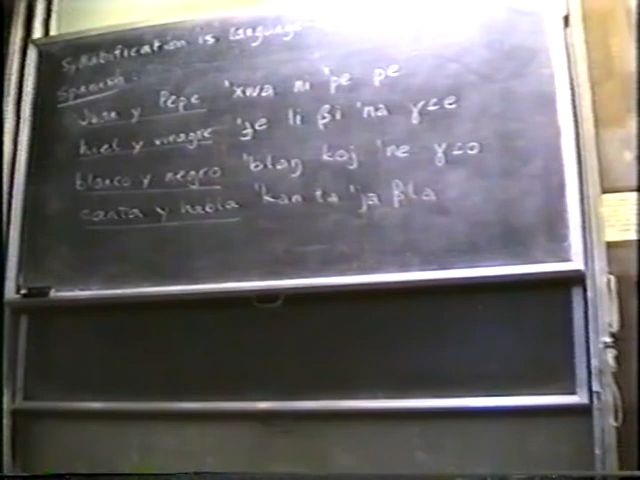 Syllabification is language-
Spanish:
Juan y Pepe 'xwa ni 'pe pe
hiel y vinagre 'ɟe li βi 'na ɣɾe
blanco y negro 'blaŋ koj 'ne ɣɾo
canta y habla 'kan ta 'ja βla